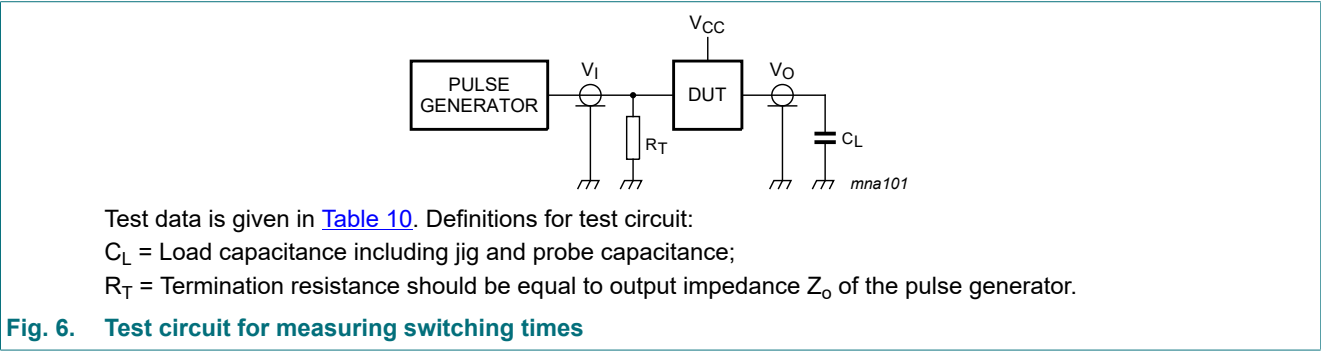 VCC
PULSE
GENERATOR
VI
DUT
VO
RT
CL
mna101
Test data is given in Table 10. Definitions for test circuit:
CL = Load capacitance including jig and probe capacitance;
RT = Termination resistance should be equal to output impedance Zo of the pulse generator.
Fig. 6. Test circuit for measuring switching times